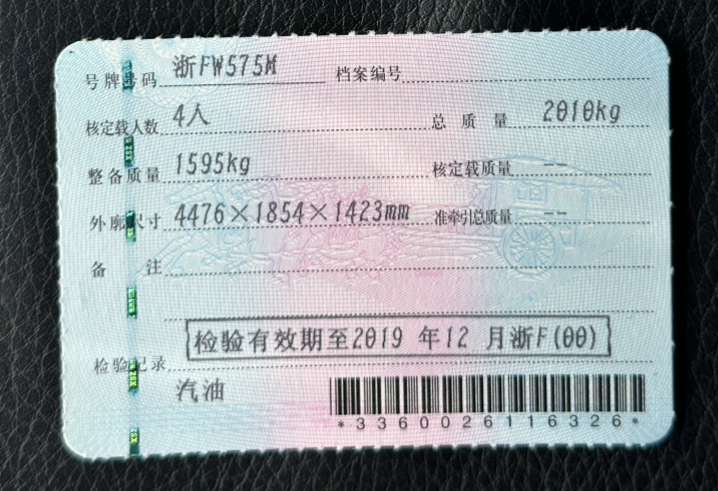 号牌号码 浙FW575M 档案编号
核定载人数 4人 总质量 2010kg
整备质量 1595kg 核定载质量 --
外廓尺寸 4476×1854×1423mm 准牵引总质量 --
备注
检验有效期至2019年12月浙F(00)
检验记录
汽油
*3360026116326*